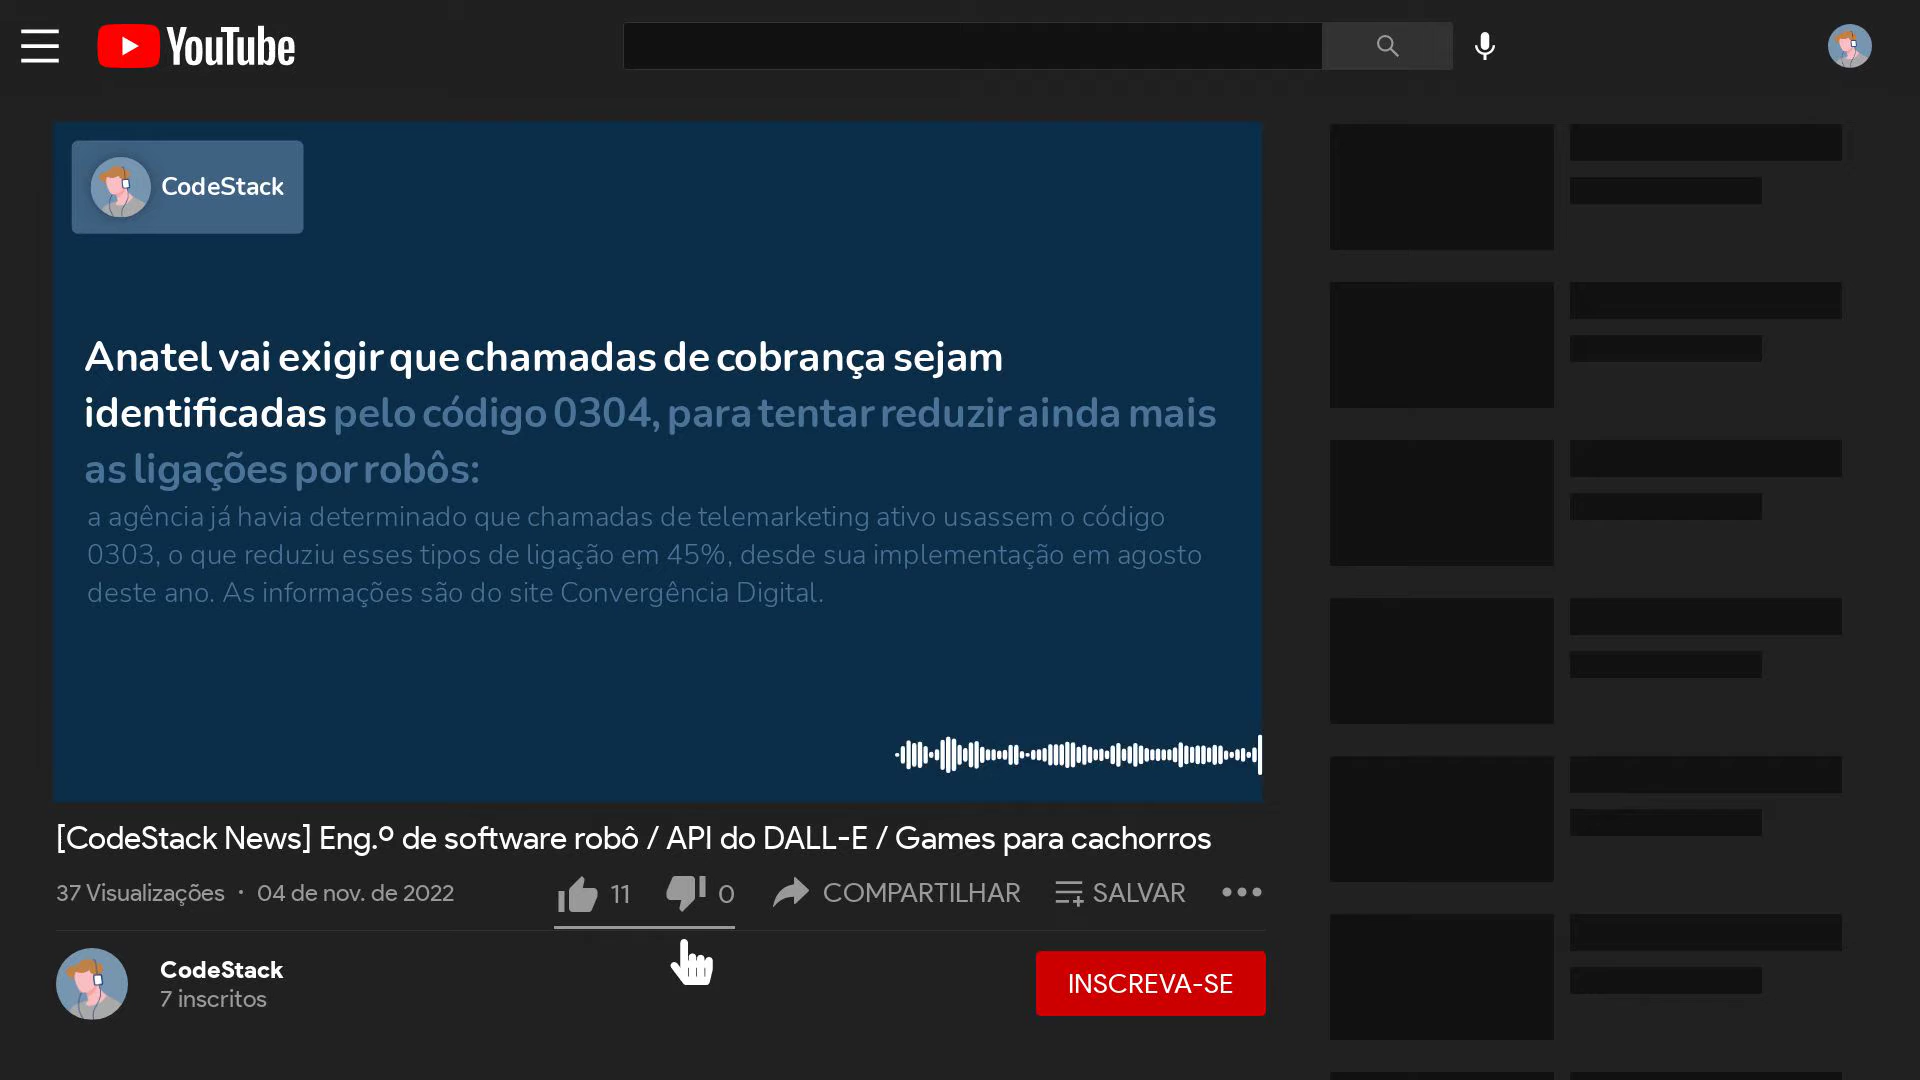 YouTube
CodeStack
Anatel vai exigir que chamadas de cobrança sejam
identificadas pelo código 0304, para tentar reduzir ainda mais
as ligações por robôs:
a agência já havia determinado que chamadas de telemarketing ativo usassem o código
0303, o que reduziu esses tipos de ligação em 45%, desde sua implementação em agosto
deste ano. As informações são do site Convergência Digital.
[CodeStack News] Eng.º de software robô / API do DALL-E / Games para cachorros
37 Visualizações • 04 de nov. de 2022 11 0 COMPARTILHAR SALVAR
CodeStack
7 inscritos
INSCREVA-SE